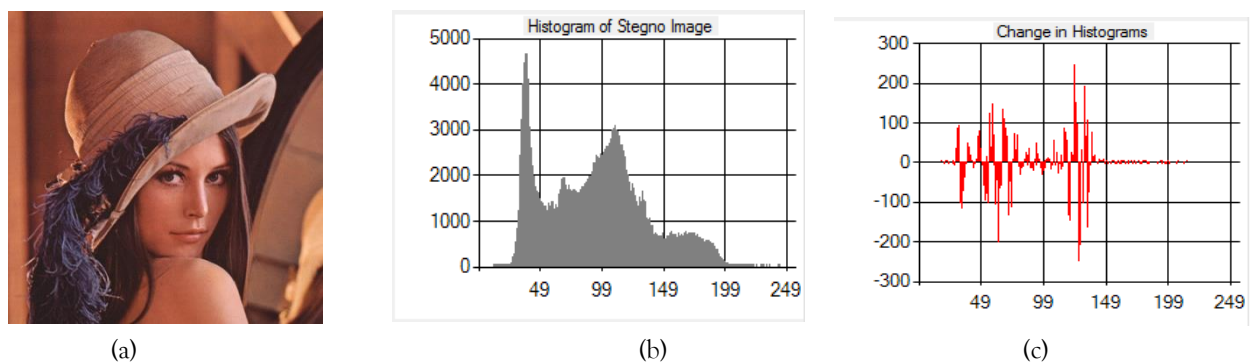 Histogram of Stegno Image
5000
4000
3000
2000
1000
0
49 99 149 199 249
Change in Histograms
300
200
100
0
-100
-200
-300
49 99 149 199 249
(a) (b) (c)